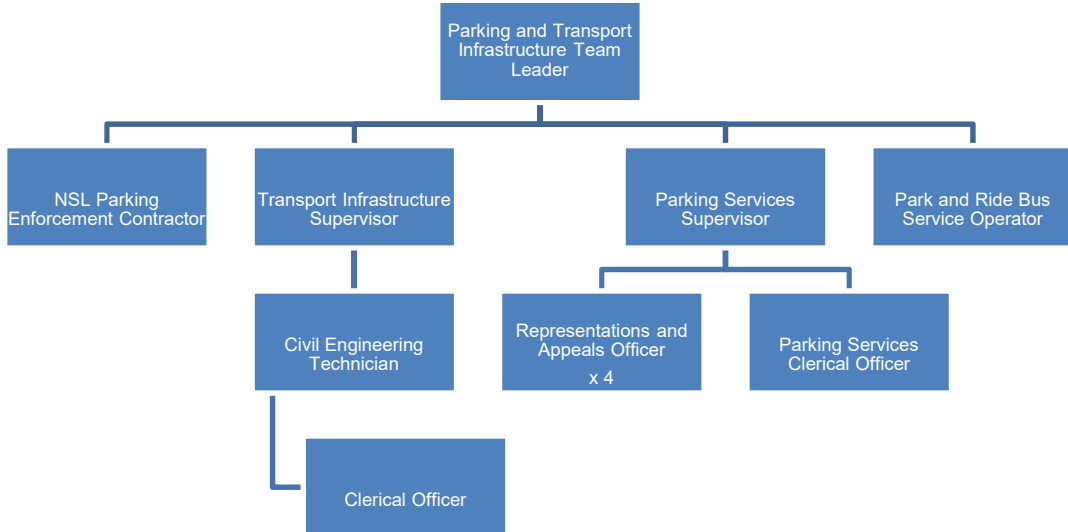 Parking and Transport
Infrastructure Team
Leader
NSL Parking
Enforcement Contractor
Transport Infrastructure
Supervisor
Parking Services
Supervisor
Park and Ride Bus
Service Operator
Civil Engineering
Technician
Representations and
Appeals Officer
x 4
Parking Services
Clerical Officer
Clerical Officer